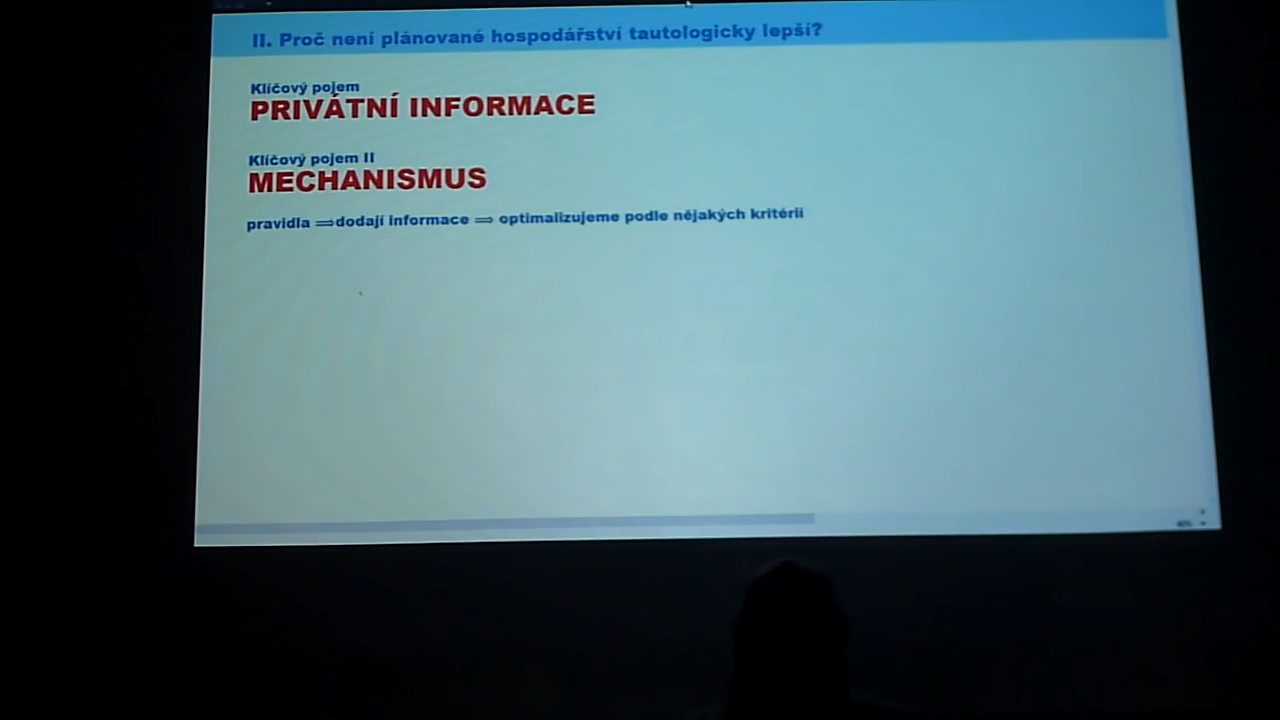 II. Proč není plánované hospodářství tautologicky lepší?
Klíčový pojem
PRIVÁTNÍ INFORMACE
Klíčový pojem II
MECHANISMUS
pravidla ⟹dodají informace ⟹ optimalizujeme podle nějakých kritérií